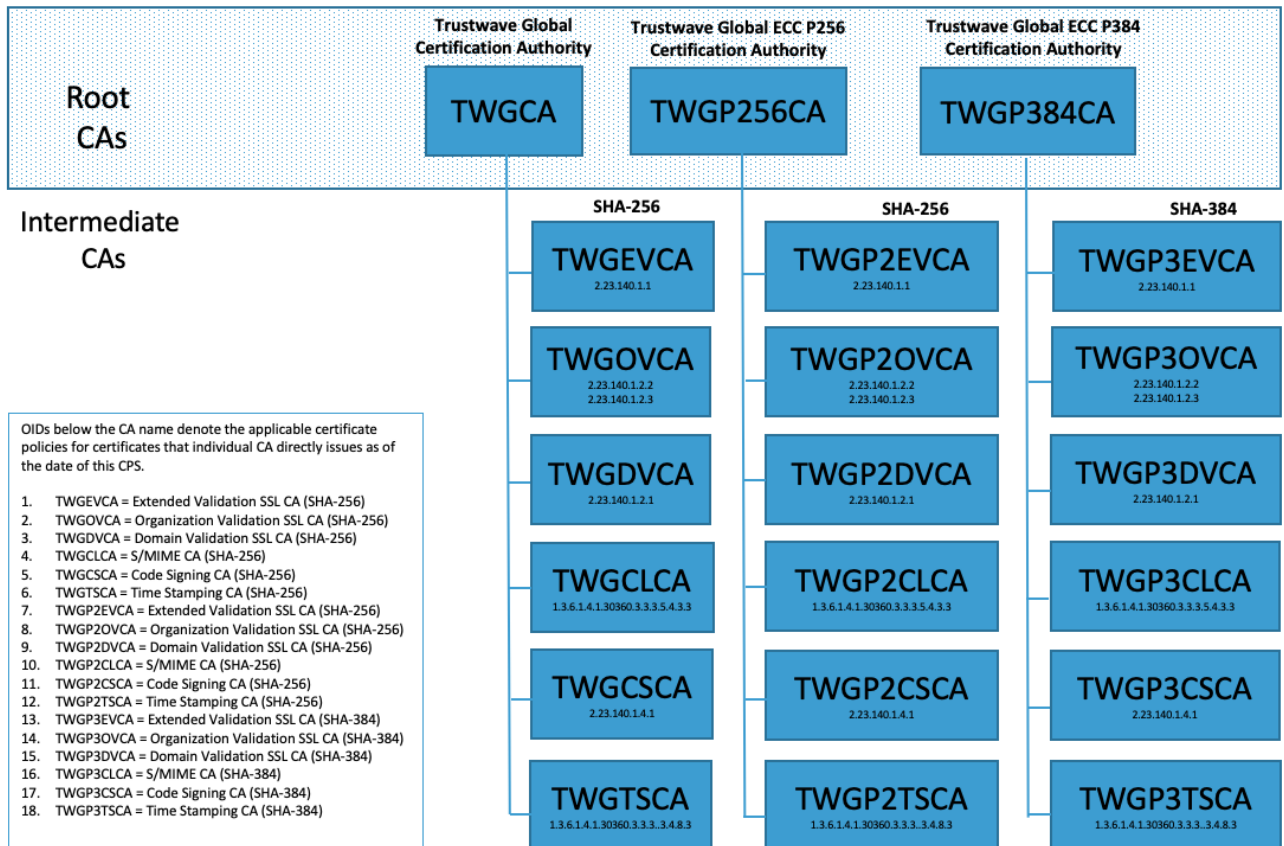 Trustwave Global
Certification Authority
Trustwave Global ECC P256
Certification Authority
Trustwave Global ECC P384
Certification Authority
Root
CAs
TWGCA
TWGP256CA
TWGP384CA
Intermediate
CAs
SHA-256
SHA-256
SHA-384
TWGEVCA
2.23.140.1.1
TWGP2EVCA
2.23.140.1.1
TWGP3EVCA
2.23.140.1.1
TWGOVCA
2.23.140.1.2.2
2.23.140.1.2.3
TWGP2OVCA
2.23.140.1.2.2
2.23.140.1.2.3
TWGP3OVCA
2.23.140.1.2.2
2.23.140.1.2.3
TWGDVCA
2.23.140.1.2.1
TWGP2DVCA
2.23.140.1.2.1
TWGP3DVCA
2.23.140.1.2.1
TWGCLCA
1.3.6.1.4.1.30360.3.3.3.5.4.3.3
TWGP2CLCA
1.3.6.1.4.1.30360.3.3.3.5.4.3.3
TWGP3CLCA
1.3.6.1.4.1.30360.3.3.3.5.4.3.3
TWGCSCA
2.23.140.1.4.1
TWGP2CSCA
2.23.140.1.4.1
TWGP3CSCA
2.23.140.1.4.1
TWGTSCA
1.3.6.1.4.1.30360.3.3.3..3.4.8.3
TWGP2TSCA
1.3.6.1.4.1.30360.3.3.3..3.4.8.3
TWGP3TSCA
1.3.6.1.4.1.30360.3.3.3..3.4.8.3
OIDs below the CA name denote the applicable certificate
policies for certificates that individual CA directly issues as of
the date of this CPS.
1. TWGEVCA = Extended Validation SSL CA (SHA-256)
2. TWGOVCA = Organization Validation SSL CA (SHA-256)
3. TWGDVCA = Domain Validation SSL CA (SHA-256)
4. TWGCLCA = S/MIME CA (SHA-256)
5. TWGCSCA = Code Signing CA (SHA-256)
6. TWGTSCA = Time Stamping CA (SHA-256)
7. TWGP2EVCA = Extended Validation SSL CA (SHA-256)
8. TWGP2OVCA = Organization Validation SSL CA (SHA-256)
9. TWGP2DVCA = Domain Validation SSL CA (SHA-256)
10. TWGP2CLCA = S/MIME CA (SHA-256)
11. TWGP2CSCA = Code Signing CA (SHA-256)
12. TWGP2TSCA = Time Stamping CA (SHA-256)
13. TWGP3EVCA = Extended Validation SSL CA (SHA-384)
14. TWGP3OVCA = Organization Validation SSL CA (SHA-384)
15. TWGP3DVCA = Domain Validation SSL CA (SHA-384)
16. TWGP3CLCA = S/MIME CA (SHA-384)
17. TWGP3CSCA = Code Signing CA (SHA-384)
18. TWGP3TSCA = Time Stamping CA (SHA-384)